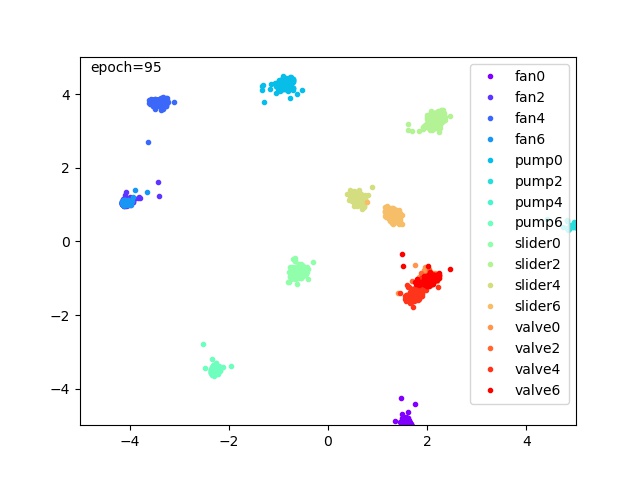 epoch=95
fan0
fan2
fan4
fan6
pump0
pump2
pump4
pump6
slider0
slider2
slider4
slider6
valve0
valve2
valve4
valve6
4
2
0
−2
−4
−4
−2
0
2
4